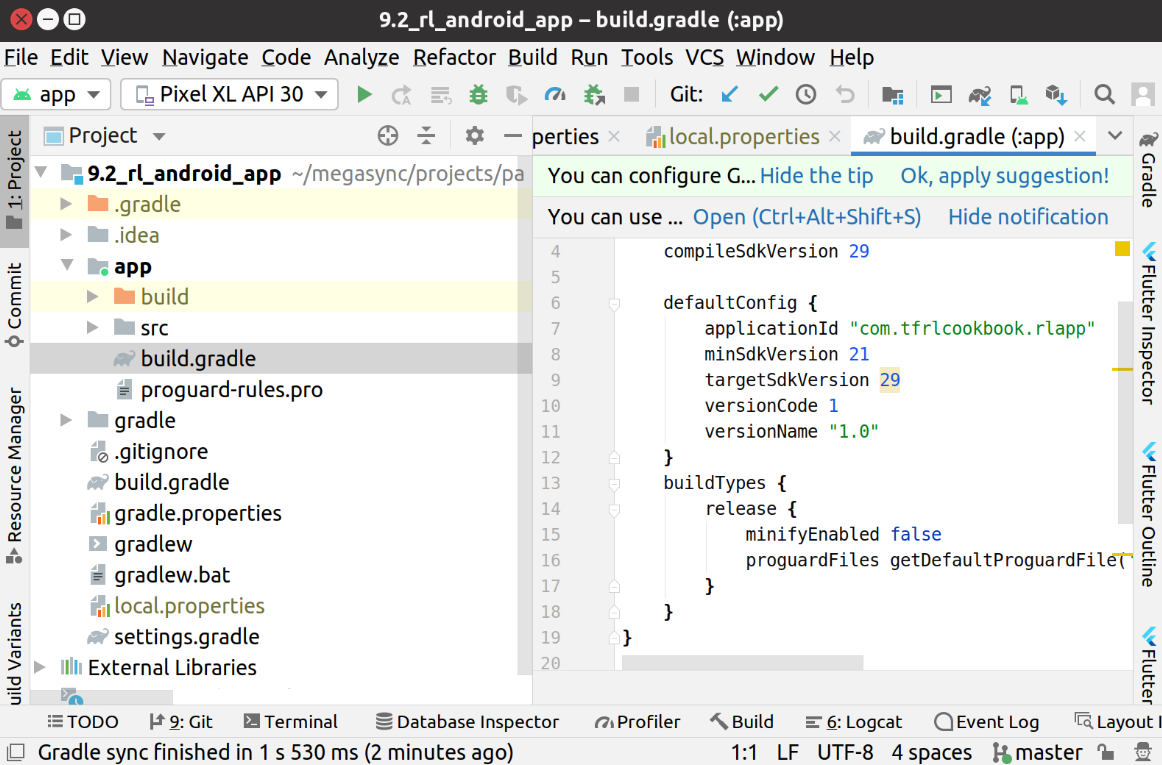 9.2_rl_android_app – build.gradle (:app)
File Edit View Navigate Code Analyze Refactor Build Run Tools VCS Window Help
app Pixel XL API 30 Git:
1: Project
Commit
Resource Manager
uild Variants
Project
9.2_rl_android_app ~/megasync/projects/pa
.gradle
.idea
app
build
src
build.gradle
proguard-rules.pro
gradle
.gitignore
build.gradle
gradle.properties
gradlew
gradlew.bat
local.properties
settings.gradle
External Libraries
perties local.properties build.gradle (:app)
You can configure G... Hide the tip Ok, apply suggestion!
You can use ... Open (Ctrl+Alt+Shift+S) Hide notification
4 compileSdkVersion 29
5
6 defaultConfig {
7 applicationId "com.tfrlcookbook.rlapp"
8 minSdkVersion 21
9 targetSdkVersion 29
10 versionCode 1
11 versionName "1.0"
12 }
13 buildTypes {
14 release {
15 minifyEnabled false
16 proguardFiles getDefaultProguardFile('
17 }
18 }
19 }
20
Gradle
Flutter Inspector
Flutter Outline
Flutter
TODO 9: Git Terminal Database Inspector Profiler Build 6: Logcat Event Log Layout I
Gradle sync finished in 1 s 530 ms (2 minutes ago) 1:1 LF UTF-8 4 spaces master